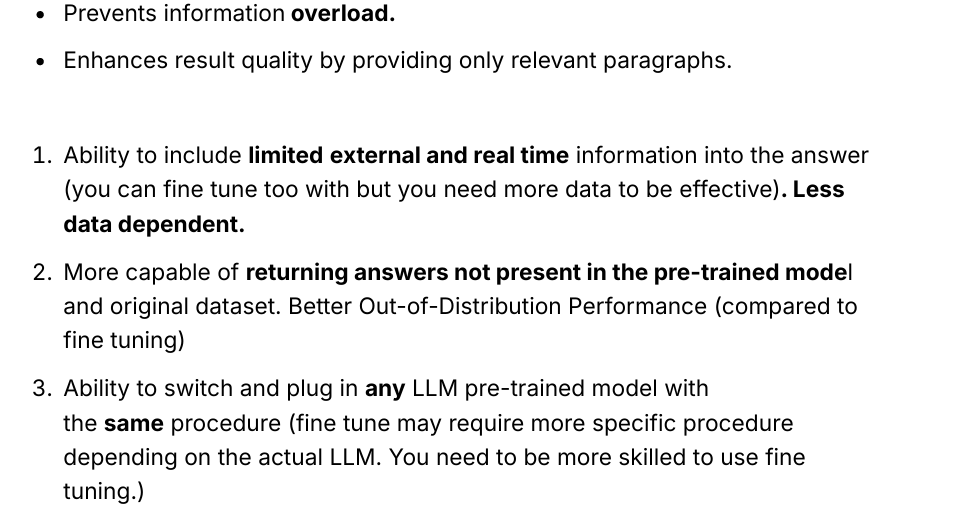 • Prevents information overload.
• Enhances result quality by providing only relevant paragraphs.
1. Ability to include limited external and real time information into the answer
(you can fine tune too with but you need more data to be effective). Less
data dependent.
2. More capable of returning answers not present in the pre-trained model
and original dataset. Better Out-of-Distribution Performance (compared to
fine tuning)
3. Ability to switch and plug in any LLM pre-trained model with
the same procedure (fine tune may require more specific procedure
depending on the actual LLM. You need to be more skilled to use fine
tuning.)